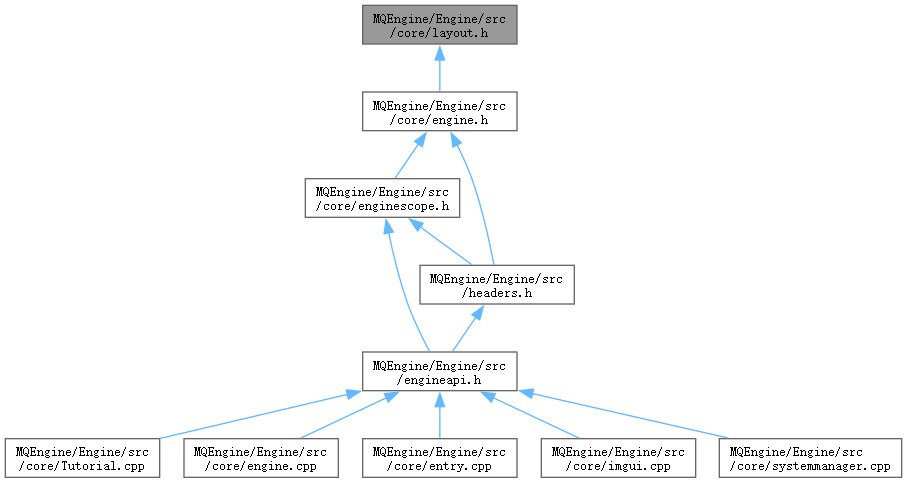 MQEngine/Engine/src
/core/layout.h
MQEngine/Engine/src
/core/engine.h
MQEngine/Engine/src
/core/enginescope.h
MQEngine/Engine/src
/headers.h
MQEngine/Engine/src
/engineapi.h
MQEngine/Engine/src
/core/Tutorial.cpp
MQEngine/Engine/src
/core/engine.cpp
MQEngine/Engine/src
/core/entry.cpp
MQEngine/Engine/src
/core/imgui.cpp
MQEngine/Engine/src
/core/systemmanager.cpp